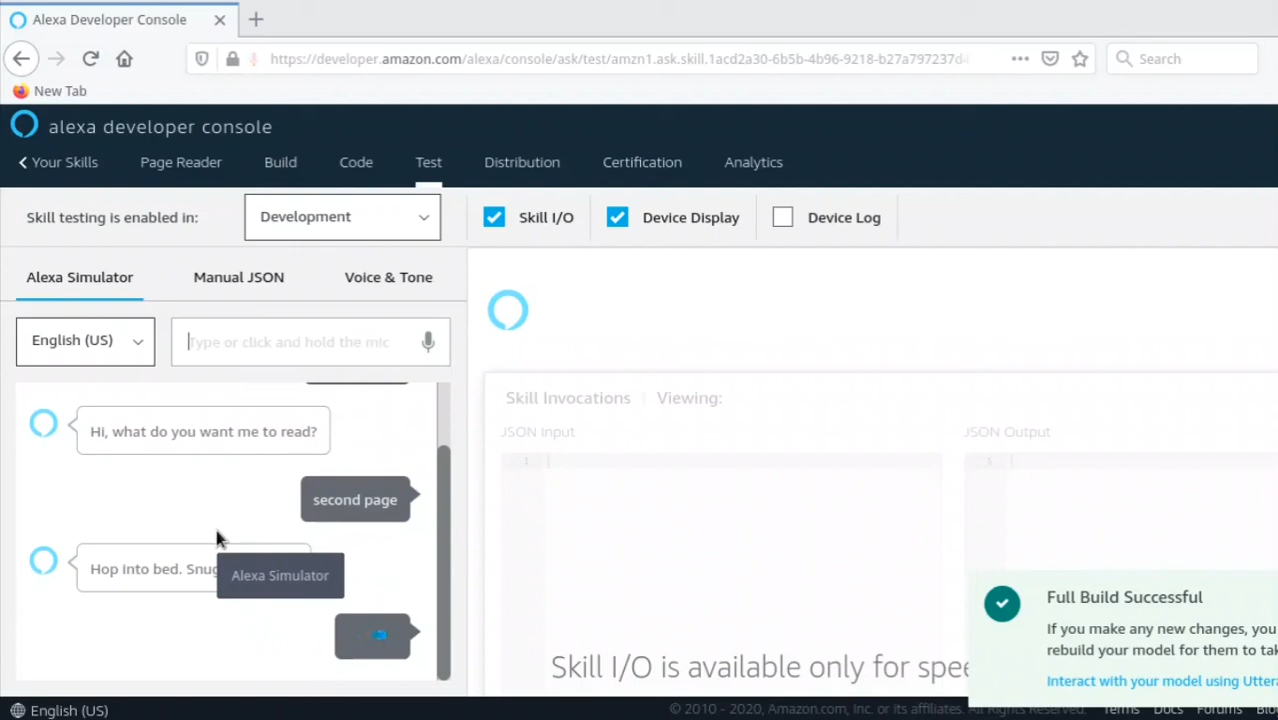 Alexa Developer Console
https://developer.amazon.com/alexa/console/ask/test/amzn1.ask.skill.1acd2a30-6b5b-4b96-9218-b27a797237d
Search
New Tab
alexa developer console
Your Skills
Page Reader
Build
Code
Test
Distribution
Certification
Analytics
Skill testing is enabled in:
Development
Skill I/O
Device Display
Device Log
Alexa Simulator
Manual JSON
Voice & Tone
English (US)
Type or click and hold the mic
Hi, what do you want me to read?
second page
Hop into bed. Snug
Alexa Simulator
Skill Invocations
Viewing:
JSON Input
JSON Output
1
1
Skill I/O is available only for spee
Full Build Successful
If you make any new changes, you
rebuild your model for them to tak
Interact with your model using Utter
English (US)
© 2010 - 2020, Amazon.com, Inc. or its affiliates. All Rights Reserved.
Terms
Docs
Forums
Blo